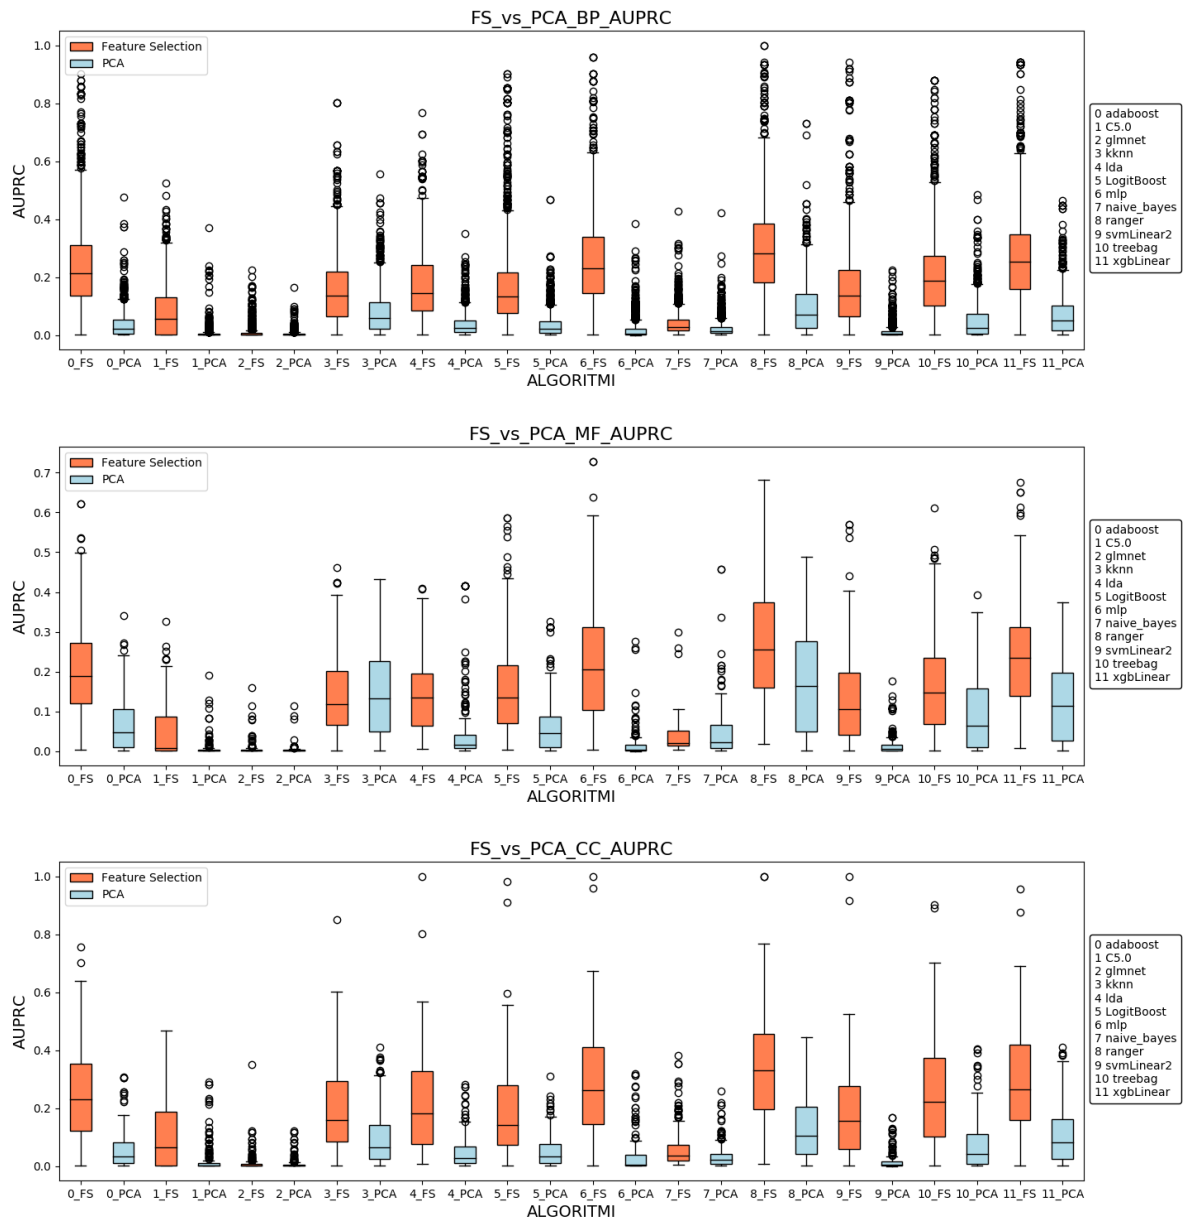 FS_vs_PCA_BP_AUPRC
Feature Selection
PCA
1.0
0.8
0.6
0.4
0.2
0.0
AUPRC
0_FS 0_PCA 1_FS 1_PCA 2_FS 2_PCA 3_FS 3_PCA 4_FS 4_PCA 5_FS 5_PCA 6_FS 6_PCA 7_FS 7_PCA 8_FS 8_PCA 9_FS 9_PCA 10_FS 10_PCA 11_FS 11_PCA
ALGORITMI
0 adaboost
1 C5.0
2 glmnet
3 kknn
4 lda
5 LogitBoost
6 mlp
7 naive_bayes
8 ranger
9 svmLinear2
10 treebag
11 xgbLinear
FS_vs_PCA_MF_AUPRC
Feature Selection
PCA
0.7
0.6
0.5
0.4
0.3
0.2
0.1
0.0
AUPRC
0_FS 0_PCA 1_FS 1_PCA 2_FS 2_PCA 3_FS 3_PCA 4_FS 4_PCA 5_FS 5_PCA 6_FS 6_PCA 7_FS 7_PCA 8_FS 8_PCA 9_FS 9_PCA 10_FS 10_PCA 11_FS 11_PCA
ALGORITMI
0 adaboost
1 C5.0
2 glmnet
3 kknn
4 lda
5 LogitBoost
6 mlp
7 naive_bayes
8 ranger
9 svmLinear2
10 treebag
11 xgbLinear
FS_vs_PCA_CC_AUPRC
Feature Selection
PCA
1.0
0.8
0.6
0.4
0.2
0.0
AUPRC
0_FS 0_PCA 1_FS 1_PCA 2_FS 2_PCA 3_FS 3_PCA 4_FS 4_PCA 5_FS 5_PCA 6_FS 6_PCA 7_FS 7_PCA 8_FS 8_PCA 9_FS 9_PCA 10_FS 10_PCA 11_FS 11_PCA
ALGORITMI
0 adaboost
1 C5.0
2 glmnet
3 kknn
4 lda
5 LogitBoost
6 mlp
7 naive_bayes
8 ranger
9 svmLinear2
10 treebag
11 xgbLinear